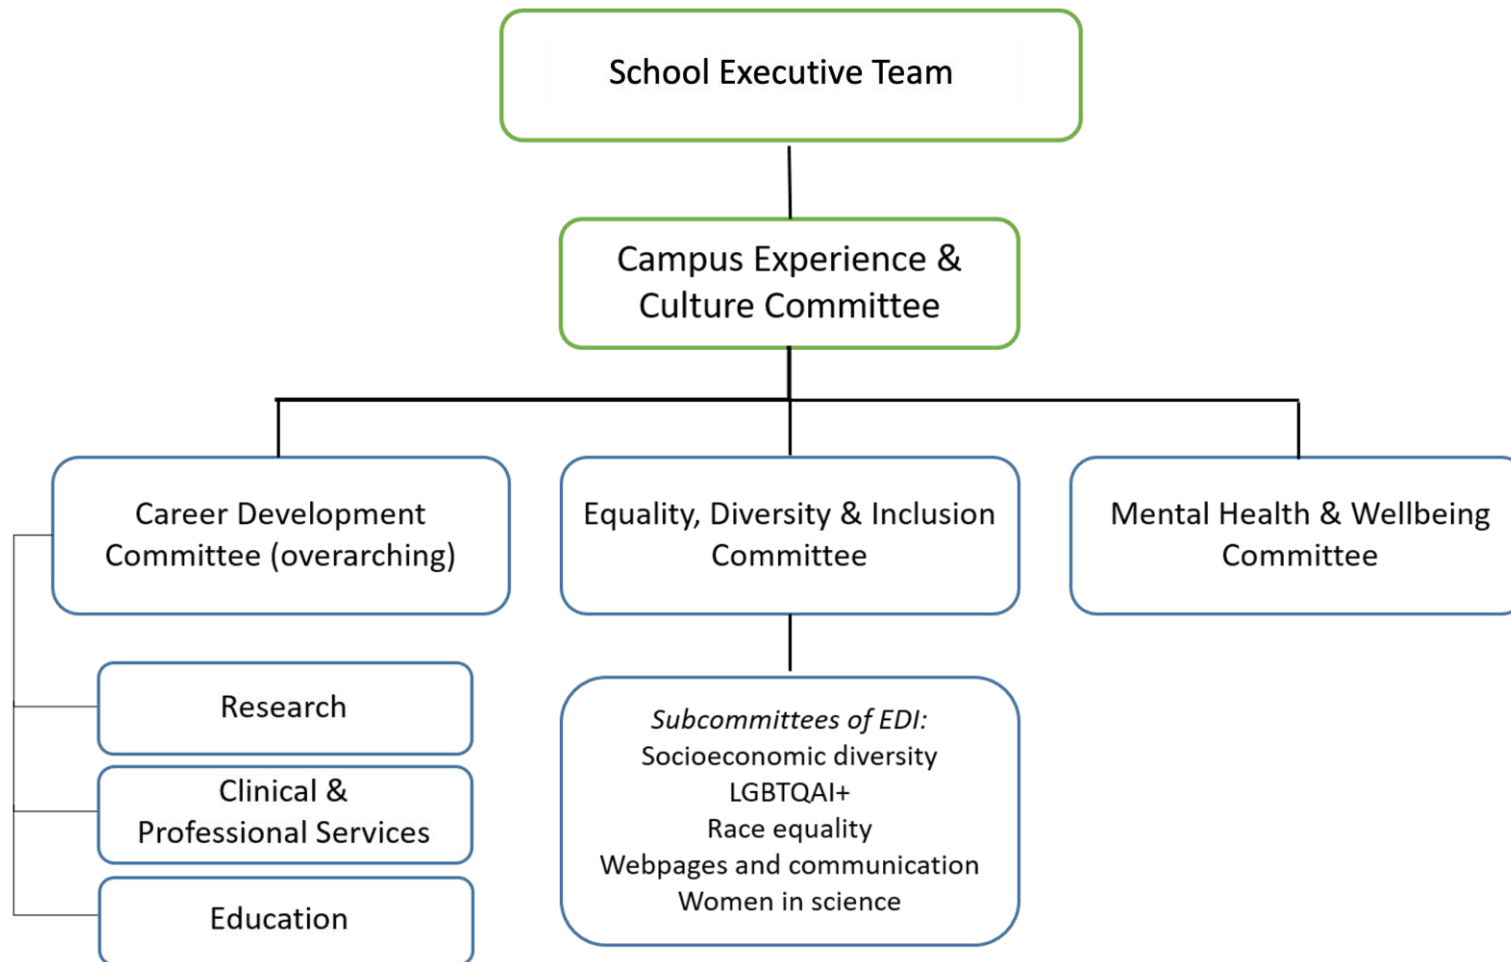 School Executive Team
Campus Experience &
Culture Committee
Career Development
Committee (overarching)
Equality, Diversity & Inclusion
Committee
Mental Health & Wellbeing
Committee
Research
Clinical &
Professional Services
Education
Subcommittees of EDI:
Socioeconomic diversity
LGBTQAI+
Race equality
Webpages and communication
Women in science